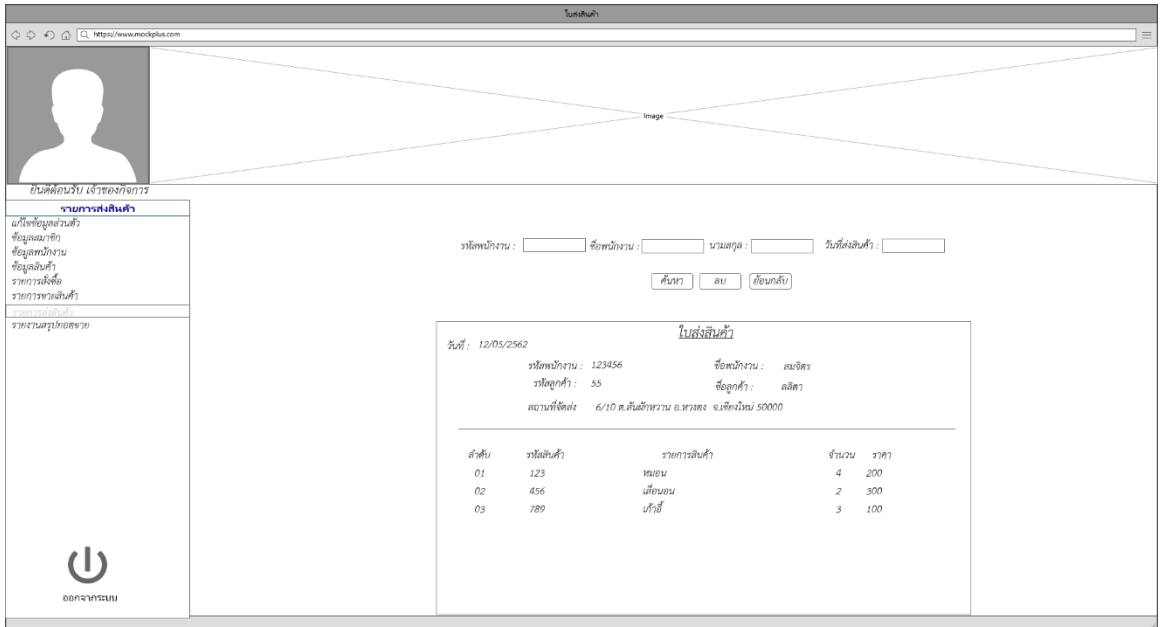 ใบส่งสินค้า
https://www.mockplus.com
Image
ยินดีต้อนรับ เจ้าของกิจการ
รายการส่งสินค้า
แก้ไขข้อมูลส่วนตัว
ข้อมูลสมาชิก
ข้อมูลพนักงาน
ข้อมูลสินค้า
รายการสั่งซื้อ
รายการขายสินค้า
รายการส่งสินค้า
รายงานสรุปยอดขาย
ออกจากระบบ
รหัสพนักงาน : ชื่อพนักงาน : นามสกุล : วันที่ส่งสินค้า :
ค้นหา ลบ ย้อนกลับ
ใบส่งสินค้า
วันที่ : 12/05/2562
รหัสพนักงาน : 123456 ชื่อพนักงาน : สมจิตร
รหัสลูกค้า : 55 ชื่อลูกค้า : ลลิตา
สถานที่จัดส่ง 6/10 ต.สันผักหวาน อ.หางดง จ.เชียงใหม่ 50000
ลำดับ รหัสสินค้า รายการสินค้า จำนวน ราคา
01 123 หมอน 4 200
02 456 เสื่อนอน 2 300
03 789 เก้าอี้ 3 100